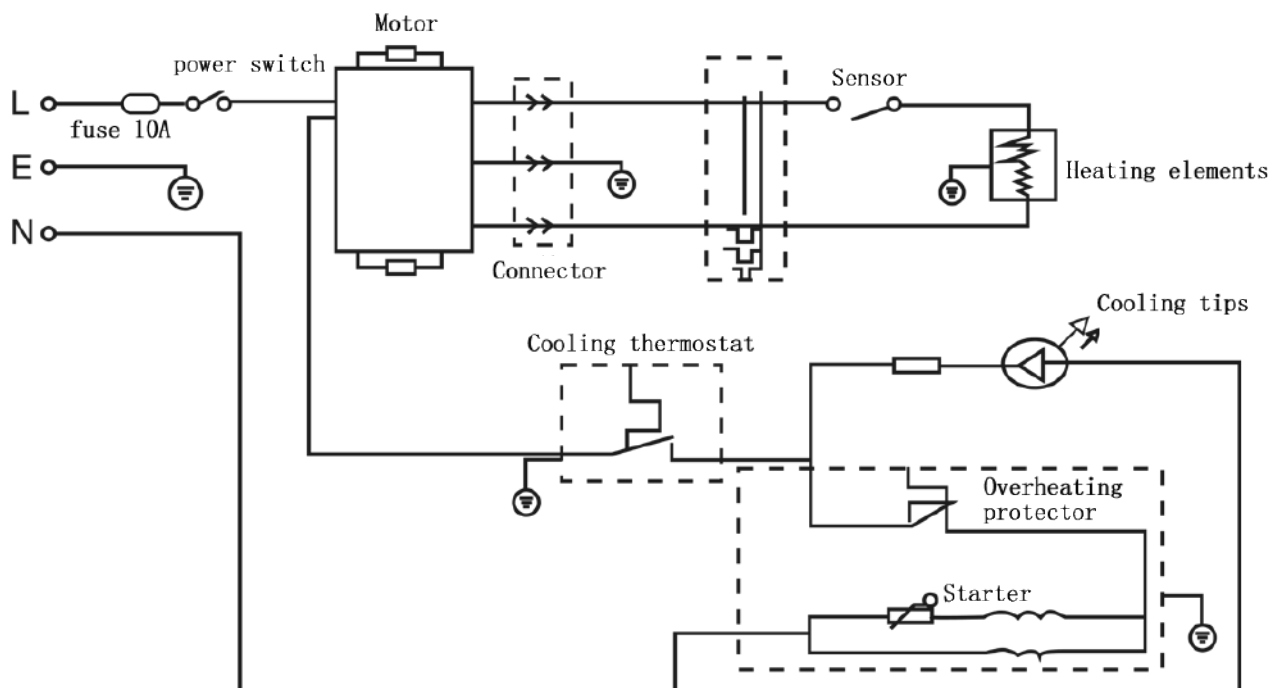 Motor
power switch
Sensor
L
fuse 10A
E
Heating elements
N
Connector
Cooling tips
Cooling thermostat
Overheating
protector
Starter